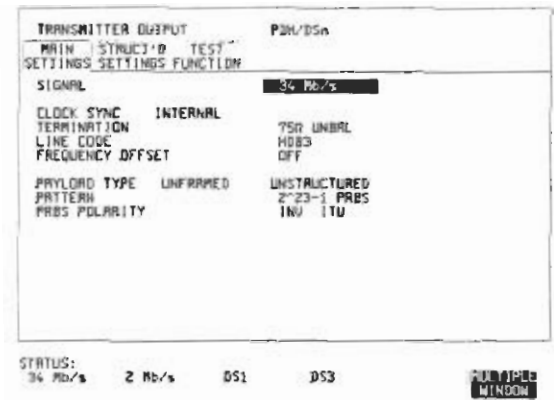 TRANSMITTER OUTPUT PDH/DSn
MAIN STRUCT'D TEST
SETTINGS SETTINGS FUNCTION
SIGNAL 34 Mb/s
CLOCK SYNC INTERNAL
TERMINATION 75Ω UNBAL
LINE CODE HDB3
FREQUENCY OFFSET OFF
PAYLOAD TYPE UNFRAMED UNSTRUCTURED
PATTERN 2^23-1 PRBS
PRBS POLARITY INV ITU
STATUS:
34 Mb/s 2 Mb/s DS1 DS3 MULTIPLE
WINDOW